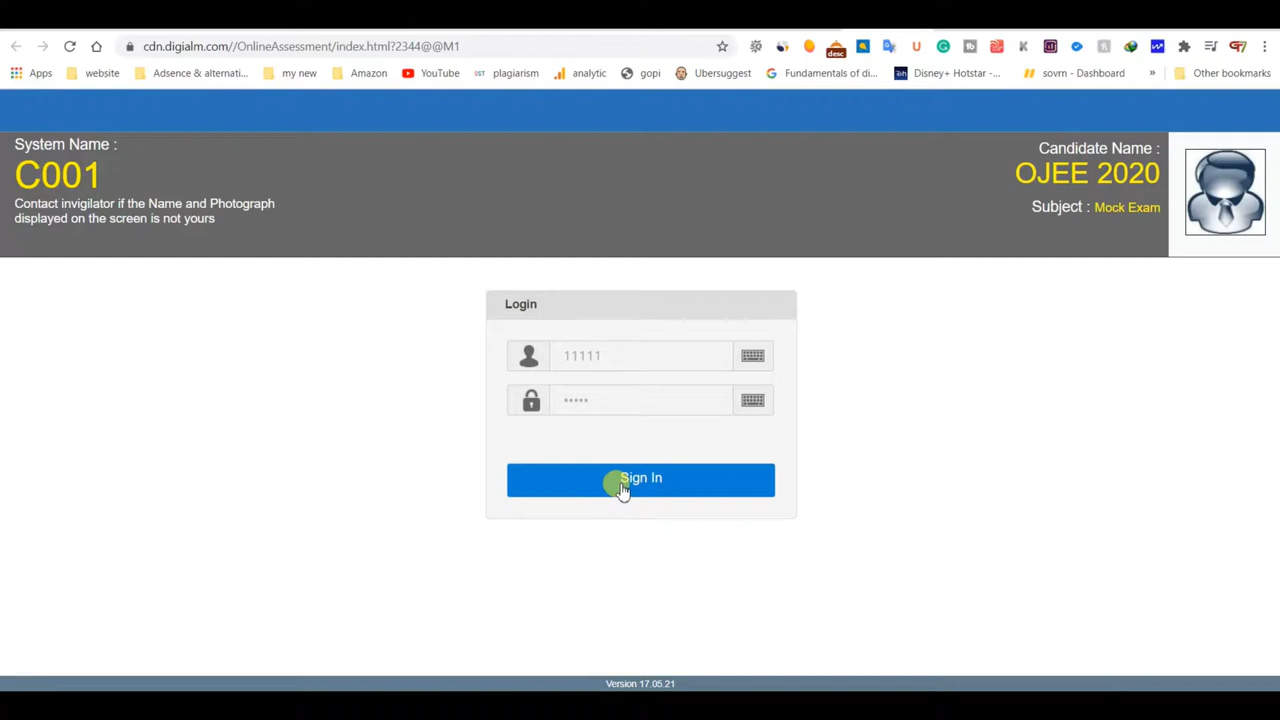 cdn.digialm.com//OnlineAssessment/index.html?2344@@M1
desc
Apps website Adsence & alternati... my new Amazon YouTube SST plagiarism analytic gopi Ubersuggest Fundamentals of di... Disney+ Hotstar -... sovrn - Dashboard » Other bookmarks
System Name :
C001
Contact invigilator if the Name and Photograph
displayed on the screen is not yours
Candidate Name :
OJEE 2020
Subject : Mock Exam
Login
11111
•••••
Sign In
Version 17.05.21